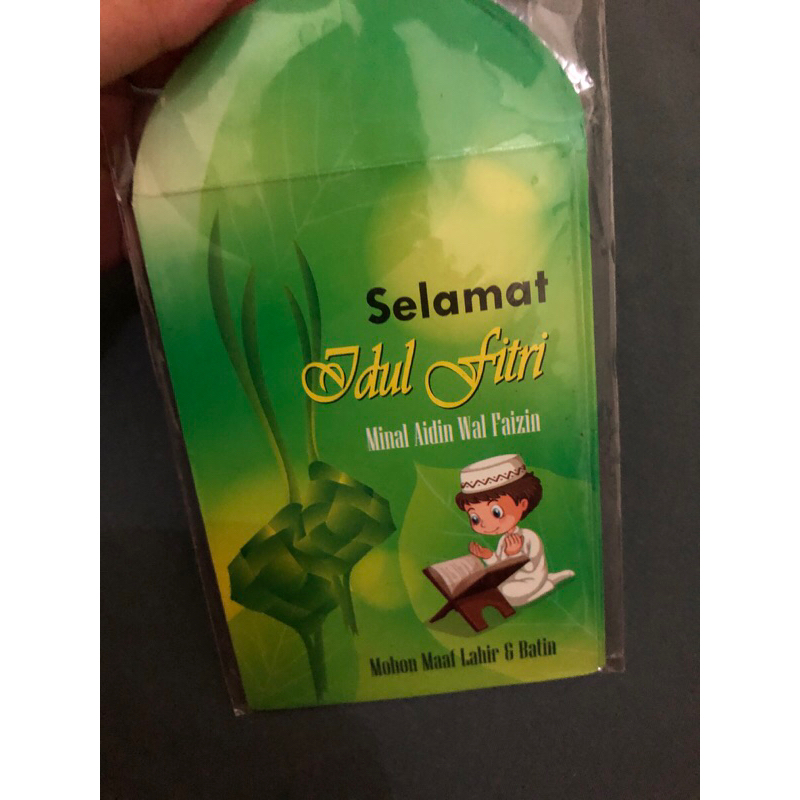 Selamat
Idul Fitri
Minal Aidin Wal Faizin
Mohon Maaf Lahir & Batin